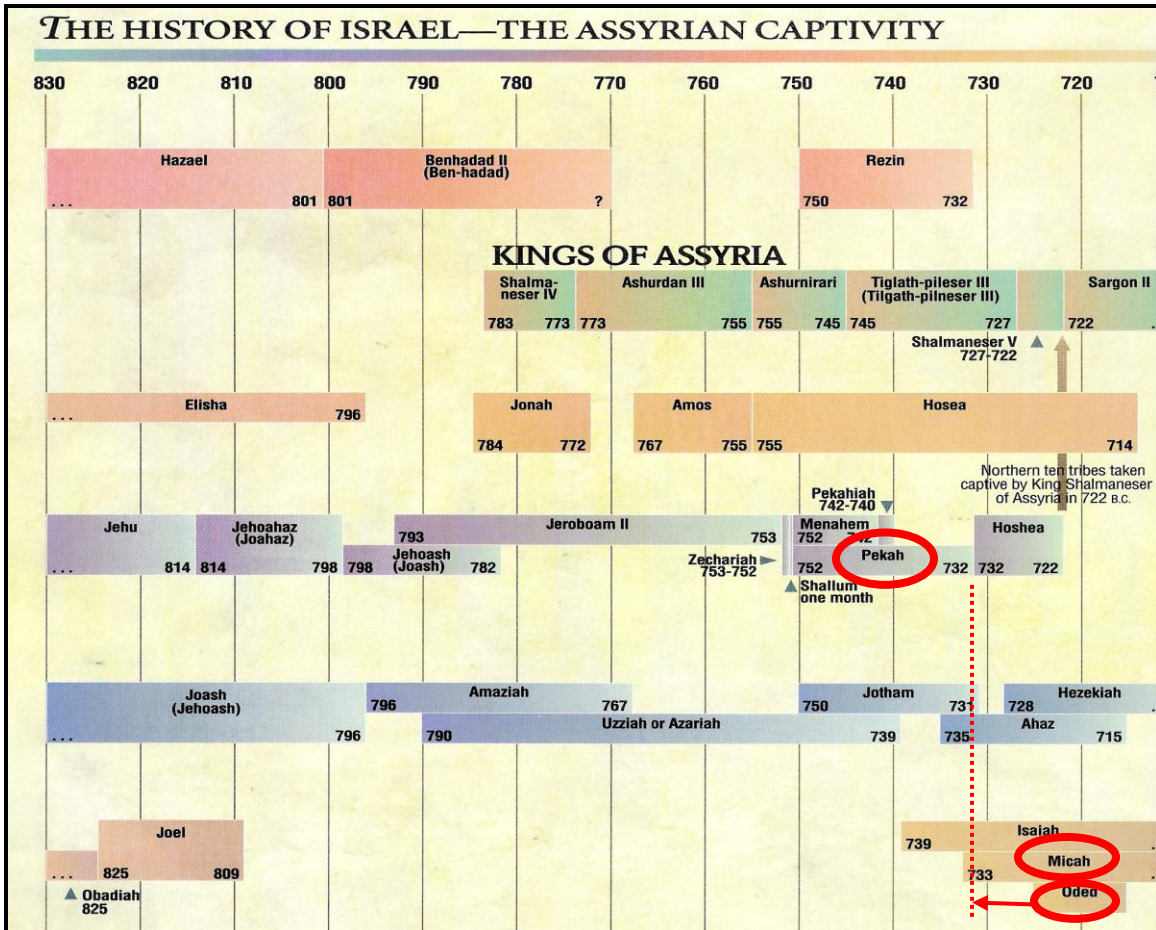 THE HISTORY OF ISRAEL—THE ASSYRIAN CAPTIVITY
830 820 810 800 790 780 770 760 750 740 730 720
Hazael
... 801
Benhadad II
(Ben-hadad)
801 ?
Rezin
750 732
KINGS OF ASSYRIA
Shalma-
neser IV
783 773
Ashurdan III
773 755
Ashurnirari
755 745
Tiglath-pileser III
(Tilgath-pilneser III)
745 727
Sargon II
722
Shalmaneser V
727-722
Elisha
... 796
Jonah
784 772
Amos
767 755
Hosea
755 714
Northern ten tribes taken
captive by King Shalmaneser
of Assyria in 722 B.C.
Jehu
... 814
Jehoahaz
(Joahaz)
814 798
Jehoash
(Joash)
798 782
Jeroboam II
793 753
Zechariah
753-752
Shallum
one month
Menahem
752 742
Pekahiah
742-740
Pekah
752 732
Hoshea
732 722
Joash
(Jehoash)
... 796
Amaziah
796 767
Uzziah or Azariah
790 739
Jotham
750 731
Ahaz
735 715
Hezekiah
728
Joel
825 809
...
Obadiah
825
Isaiah
739
Micah
733
Oded